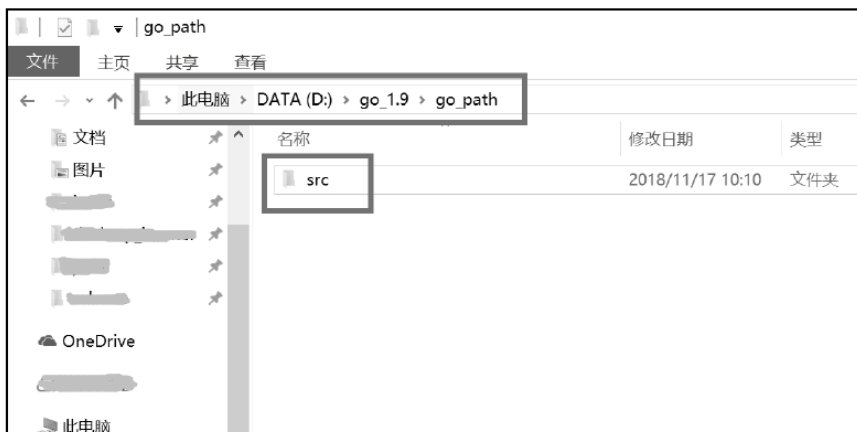 go_path
文件 主页 共享 查看
此电脑 > DATA (D:) > go_1.9 > go_path
文档
图片
OneDrive
此电脑
名称 修改日期 类型
src 2018/11/17 10:10 文件夹